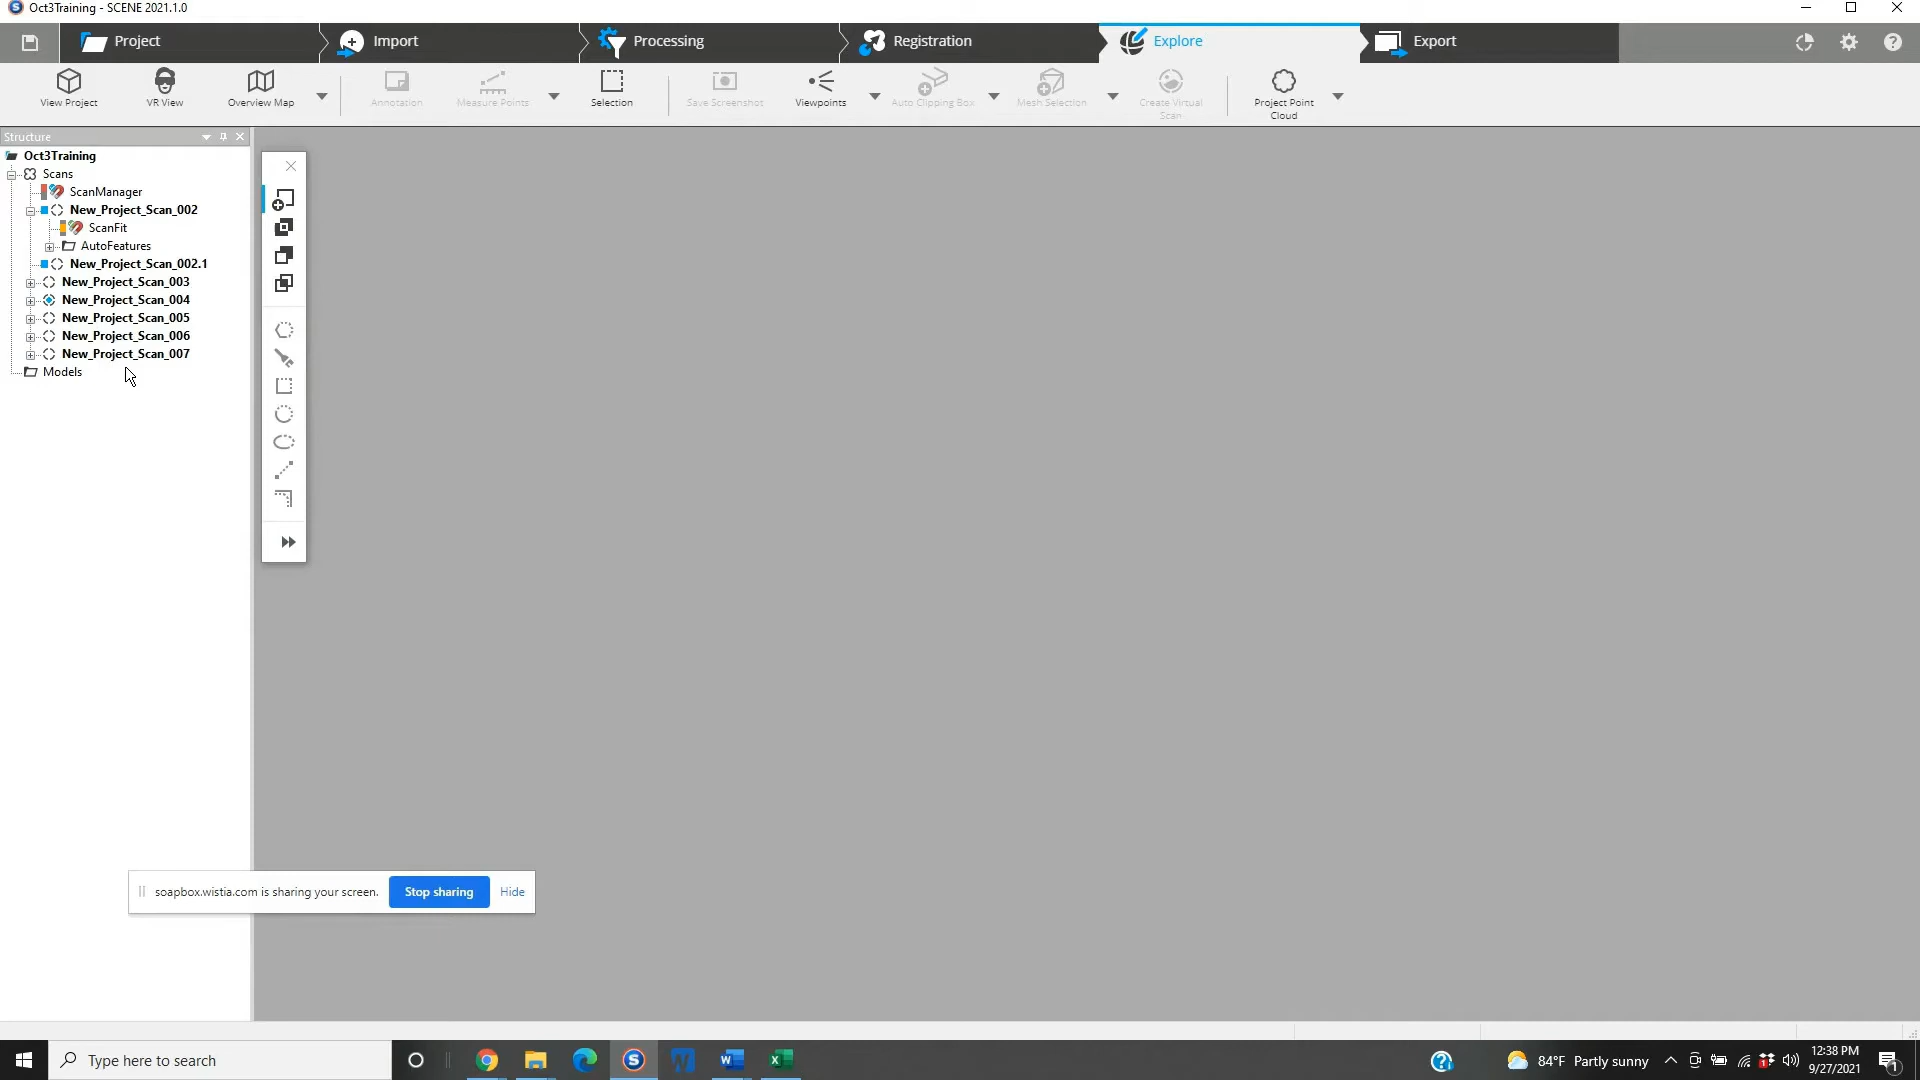 Oct3Training - SCENE 2021.1.0
Project
Import
Processing
Registration
Explore
Export
View Project
VR View
Overview Map
Annotation
Measure Points
Selection
Save Screenshot
Viewpoints
Auto Clipping Box
Mesh Selection
Create Virtual
Scan
Project Point
Cloud
Structure
Oct3Training
Scans
ScanManager
New_Project_Scan_002
ScanFit
AutoFeatures
New_Project_Scan_002.1
New_Project_Scan_003
New_Project_Scan_004
New_Project_Scan_005
New_Project_Scan_006
New_Project_Scan_007
Models
soapbox.wistia.com is sharing your screen.
Stop sharing
Hide
Type here to search
84°F Partly sunny
12:38 PM
9/27/2021
1